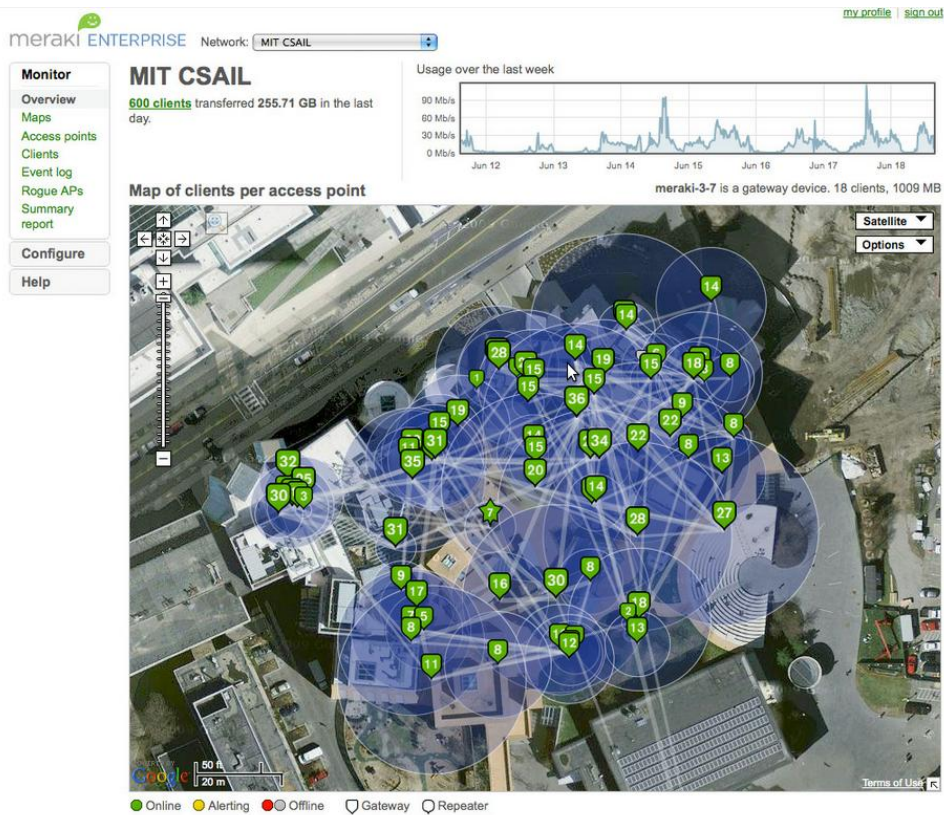 my profile | sign out
meraki ENTERPRISE Network: MIT CSAIL
Monitor
Overview
Maps
Access points
Clients
Event log
Rogue APs
Summary
report
Configure
Help
MIT CSAIL
600 clients transferred 255.71 GB in the last
day.
Usage over the last week
90 Mb/s
60 Mb/s
30 Mb/s
0 Mb/s
Jun 12 Jun 13 Jun 14 Jun 15 Jun 16 Jun 17 Jun 18
Map of clients per access point
meraki-3-7 is a gateway device. 18 clients, 1009 MB
Satellite
Options
14
14
14
28
19
15
18
8
15
1
15
15
36
9
19
15
22
8
31
11
15
34
22
8
35
13
32
20
30
3
14
7
28
27
31
9
16
30
8
17
5
18
2
8
13
12
8
11
50 ft
20 m
Google
Terms of Use
Online Alerting Offline Gateway Repeater